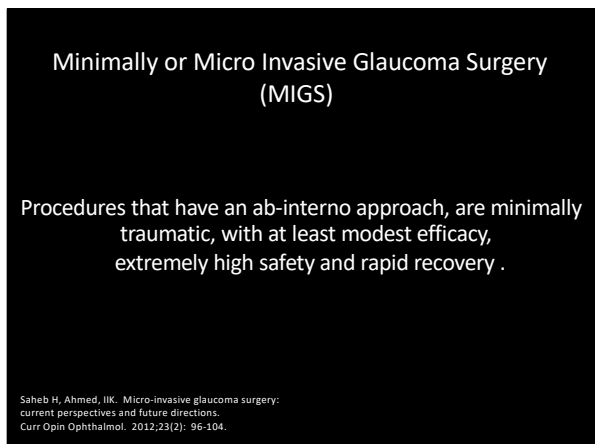 Minimally or Micro Invasive Glaucoma Surgery
(MIGS)
Procedures that have an ab-interno approach, are minimally
traumatic, with at least modest efficacy,
extremely high safety and rapid recovery .
Saheb H, Ahmed, IIK. Micro-invasive glaucoma surgery:
current perspectives and future directions.
Curr Opin Ophthalmol. 2012;23(2): 96-104.